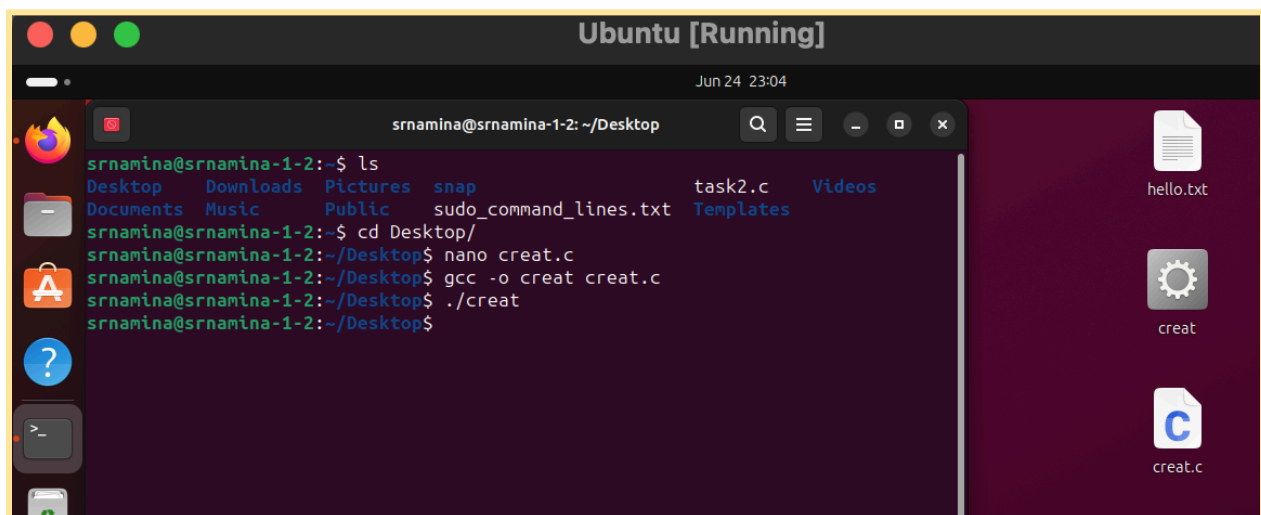 Ubuntu [Running]
Jun 24 23:04
srnamina@srnamina-1-2: ~/Desktop
srnamina@srnamina-1-2:~$ ls
Desktop Downloads Pictures snap task2.c Videos
Documents Music Public sudo_command_lines.txt Templates
srnamina@srnamina-1-2:~$ cd Desktop/
srnamina@srnamina-1-2:~/Desktop$ nano creat.c
srnamina@srnamina-1-2:~/Desktop$ gcc -o creat creat.c
srnamina@srnamina-1-2:~/Desktop$ ./creat
srnamina@srnamina-1-2:~/Desktop$
hello.txt
creat
C
creat.c